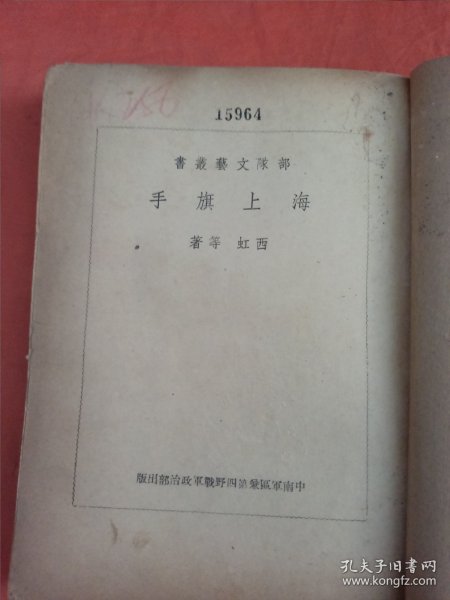 256
15964
部隊文藝叢書
海上旗手
西虹等著
中南軍區兼第四野戰軍政治部出版
孔夫子旧书网
www.kongfz.com